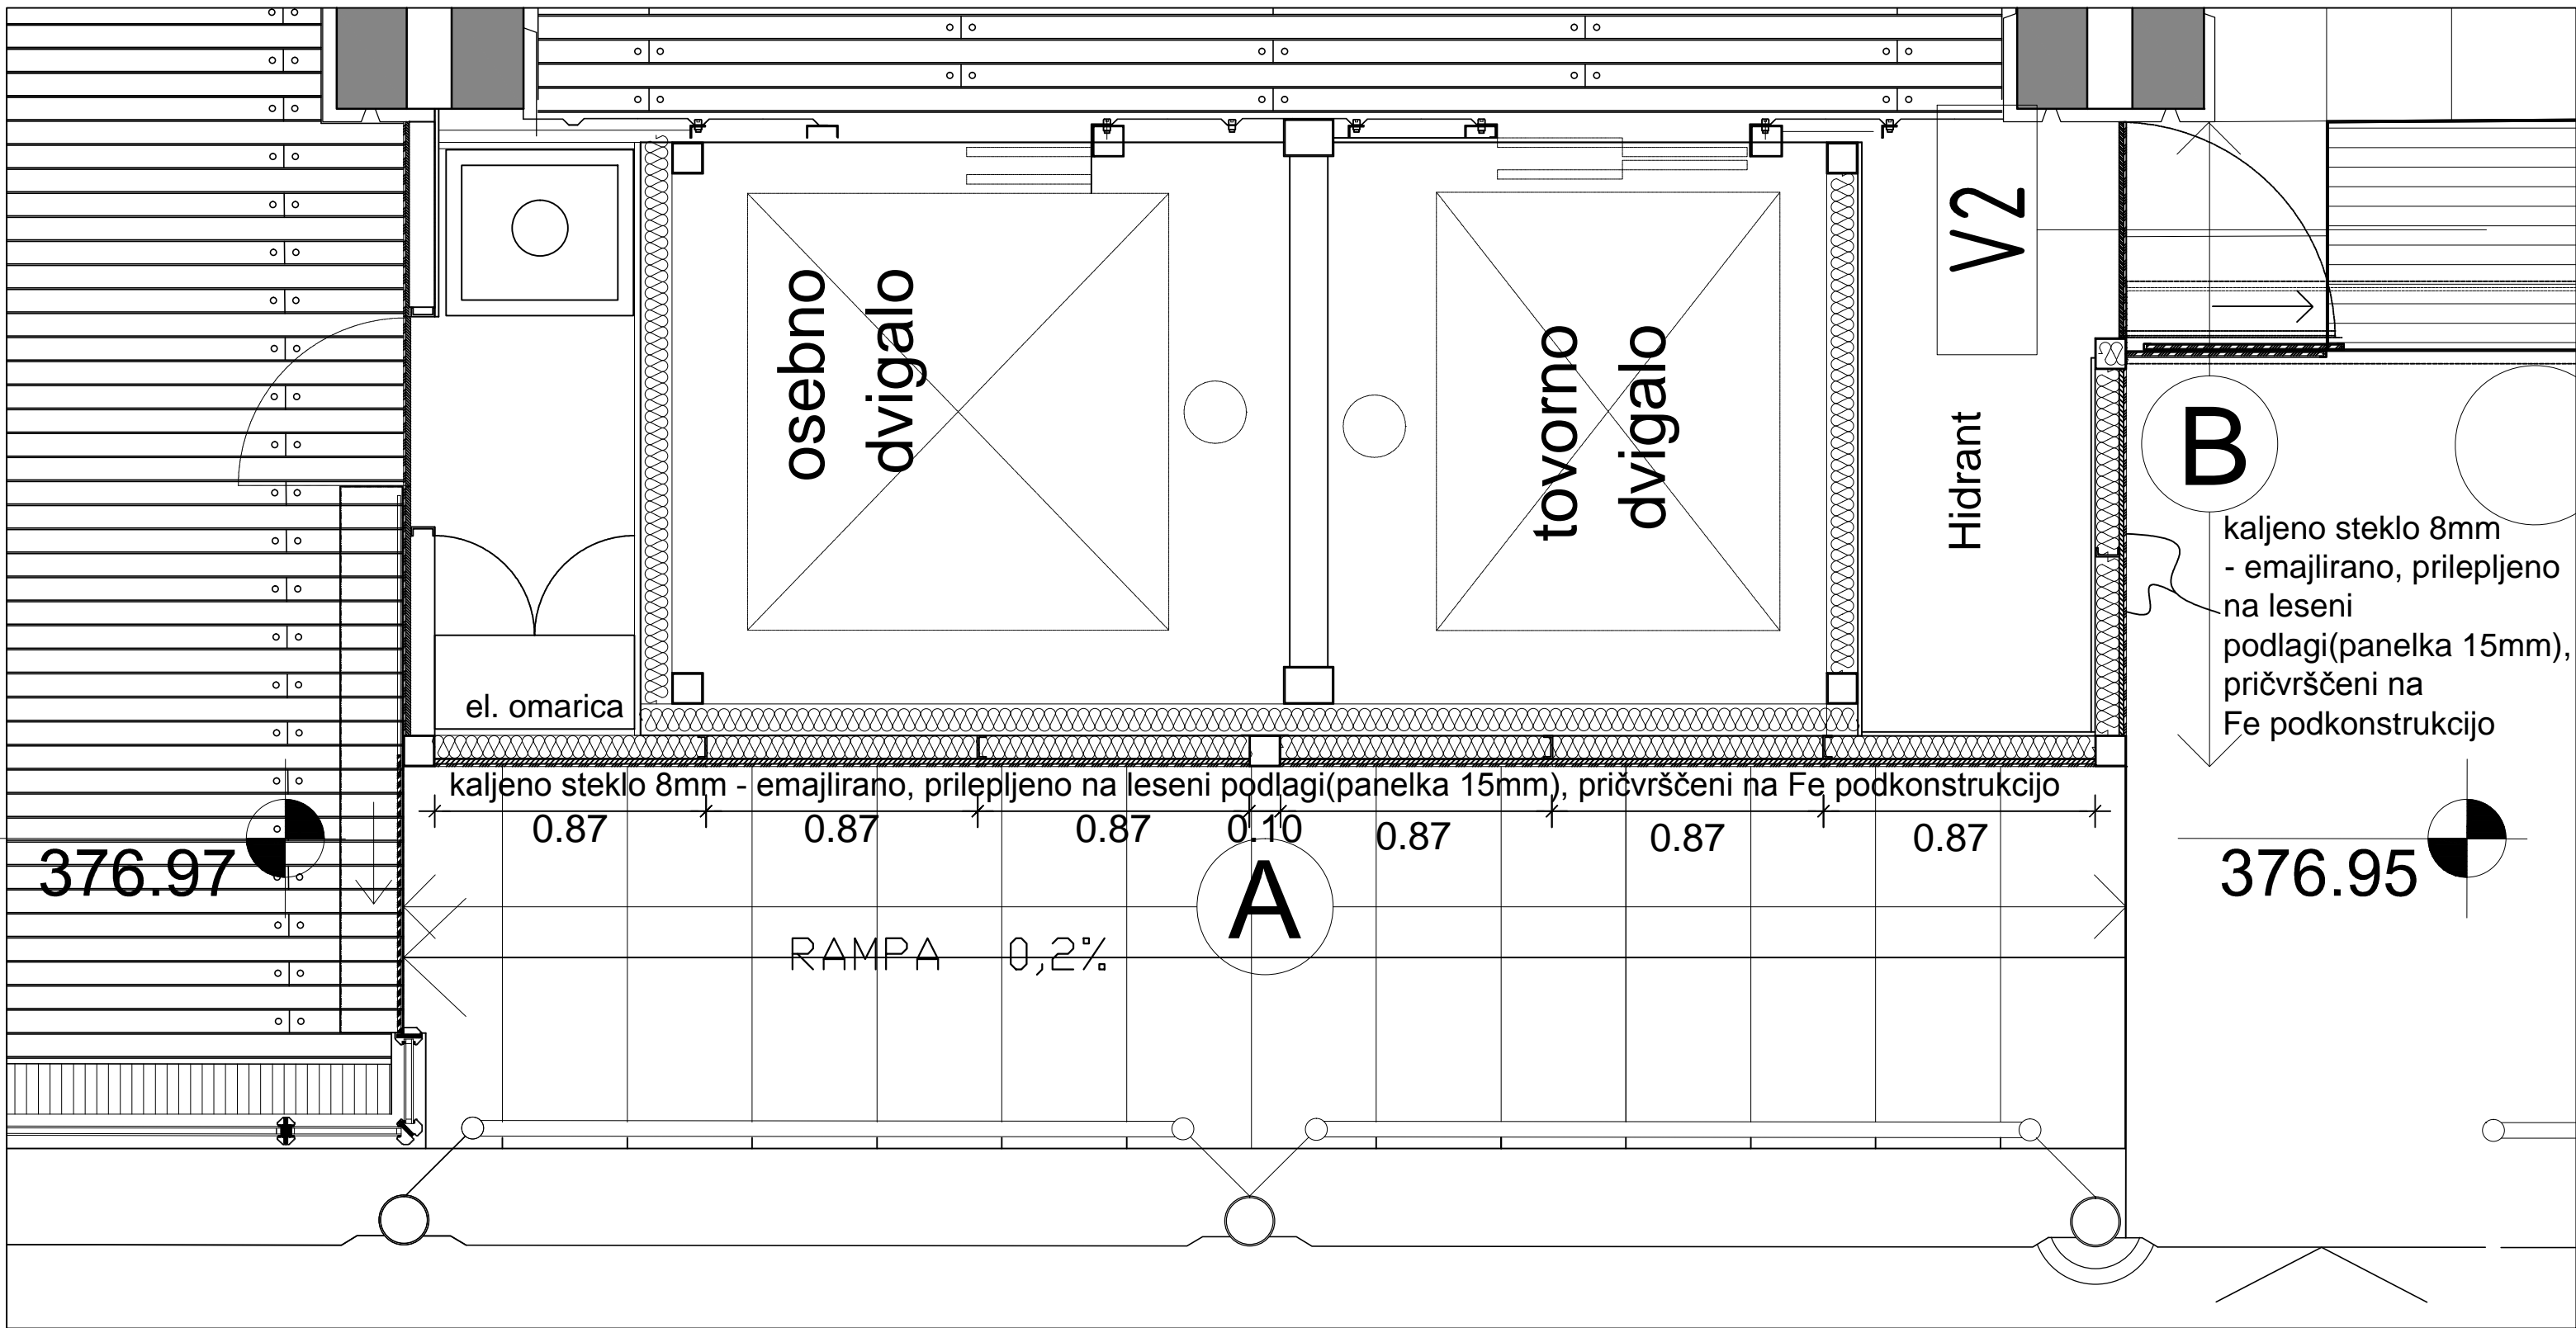 osebno
dvigalo
tovorno
dvigalo
V2
Hidrant
B
kaljeno steklo 8mm
- emajlirano, prilepljeno
na leseni
podlagi(panelka 15mm),
pričvrščeni na
Fe podkonstrukcijo
el. omarica
kaljeno steklo 8mm - emajlirano, prilepljeno na leseni podlagi(panelka 15mm), pričvrščeni na Fe podkonstrukcijo
0.87 0.87 0.87 0.10 0.87 0.87 0.87
376.97
A
376.95
RAMPA 0,2%